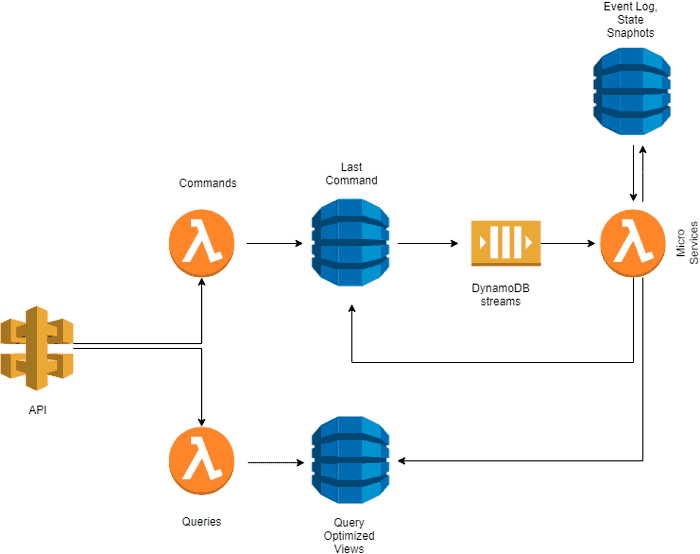 Event Log,
State
Snaphots
Last
Command
Commands
DynamoDB
streams
Micro
Services
API
Queries
Query
Optimized
Views